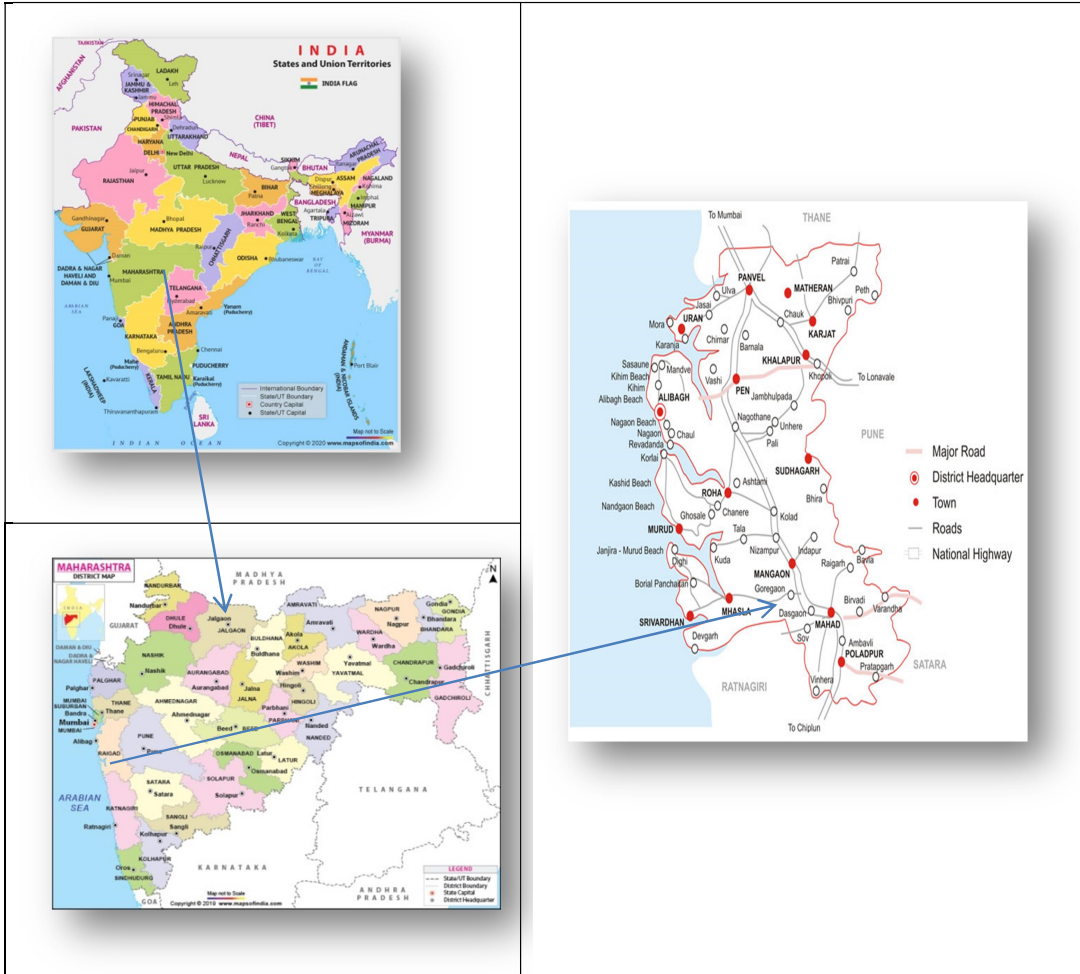 INDIA
States and Union Territories
INDIA FLAG
TAJIKISTAN
AFGHANISTAN
PAKISTAN
CHINA
(TIBET)
NEPAL
BHUTAN
BANGLADESH
MYANMAR
(BURMA)
SRI
LANKA
LADAKH
Leh
Srinagar
JAMMU &
KASHMIR
Jammu
HIMACHAL
PRADESH
Shimla
PUNJAB
CHANDIGARH
Dehradun
UTTARAKHAND
HARYANA
DELHI
New Delhi
UTTAR PRADESH
Lucknow
Jaipur
RAJASTHAN
BIHAR
Patna
SIKKIM
Gangtok
ARUNACHAL
PRADESH
Itanagar
ASSAM
Dispur
Shillong
MEGHALAYA
NAGALAND
Kohima
Imphal
MANIPUR
Aizawl
MIZORAM
Agartala
TRIPURA
Gandhinagar
GUJARAT
Bhopal
MADHYA PRADESH
JHARKHAND
Ranchi
WEST
BENGAL
Kolkata
CHHATTISGARH
Raipur
ODISHA
Bhubaneswar
BAY
OF
BENGAL
Daman
DADRA & NAGAR
HAVELI AND
DAMAN & DIU
MAHARASHTRA
Mumbai
TELANGANA
Hyderabad
ARABIAN
SEA
Panaji
GOA
Amaravati
Yanam
(Puducherry)
KARNATAKA
ANDHRA
PRADESH
Bengaluru
Chennai
Mahe
(Puducherry)
PUDUCHERRY
Karaikal
(Puducherry)
KERALA
TAMIL NADU
Thiruvananthapuram
LAKSHADWEEP
(INDIA)
Kavaratti
ANDAMAN & NICOBAR ISLANDS
(INDIA)
Port Blair
INDIAN OCEAN
International Boundary
State/UT Boundary
Country Capital
State/UT Capital
Map not to Scale
Copyright © 2020 www.mapsofindia.com
MAHARASHTRA
DISTRICT MAP
INDIA
N
MADHYA
PRADESH
GUJARAT
DAMAN & DIU
DADRA &
NAGAR HAVELI
CHHATTISGARH
NANDURBAR
Nandurbar
DHULE
Dhule
Jalgaon
JALGAON
BULDHANA
Buldhana
Akola
AKOLA
AMRAVATI
Amravati
NAGPUR
Nagpur
WARDHA
Wardha
Gondia
GONDIA
Bhandara
BHANDARA
NASHIK
Nashik
AURANGABAD
Aurangabad
Jalna
JALNA
WASHIM
Washim
Hingoli
HINGOLI
Yavatmal
YAVATMAL
CHANDRAPUR
Chandrapur
Gadchiroli
GADCHIROLI
PALGHAR
Palghar
MUMBAI
SUBURBAN
Bandra
THANE
Thane
Mumbai
MUMBAI
Alibag
RAIGAD
AHMEDNAGAR
Ahmednagar
PUNE
Pune
Beed
BEED
Parbhani
PARBHANI
Nanded
NANDED
OSMANABAD
Osmanabad
Latur
LATUR
SATARA
Satara
SOLAPUR
Solapur
ARABIAN
SEA
RATNAGIRI
Ratnagiri
SANGLI
Sangli
Kolhapur
KOLHAPUR
Oros
SINDHUDURG
GOA
KARNATAKA
TELANGANA
ANDHRA
PRADESH
LEGEND
State/UT Boundary
District Boundary
State Capital
District Headquarter
Map not to Scale
Copyright © 2019 www.mapsofindia.com
To Mumbai
THANE
Patrai
PANVEL
MATHERAN
Peth
Ulva
Bhivpuri
Jasai
Chauk
URAN
Mora
KARJAT
Karanja
Chirnar
Barnala
KHALAPUR
Khopoli
To Lonavale
Sasaune
Mandve
Kihim Beach
Kihim
Vashi
PEN
Alibagh Beach
ALIBAGH
Jambhulpada
Nagothane
Unhere
Pali
Nagaon Beach
Nagaon
Chaul
Revadanda
Korlai
PUNE
SUDHAGARH
Kashid Beach
Ashtami
ROHA
Bhira
Nandgaon Beach
Chanere
Ghosale
Kolad
MURUD
Tala
Janjira - Murud Beach
Dighi
Kuda
Nizampur
Indapur
Bavla
Raigarh
MANGAON
Borial Panchaitan
Goregaon
Birvadi
Varandha
MHASLA
Dasgaon
SRIVARDHAN
MAHAD
Sov
Devgarh
Ambavli
POLADPUR
Pratapgarh
SATARA
RATNAGIRI
Vinhera
To Chiplun
Major Road
District Headquarter
Town
Roads
National Highway